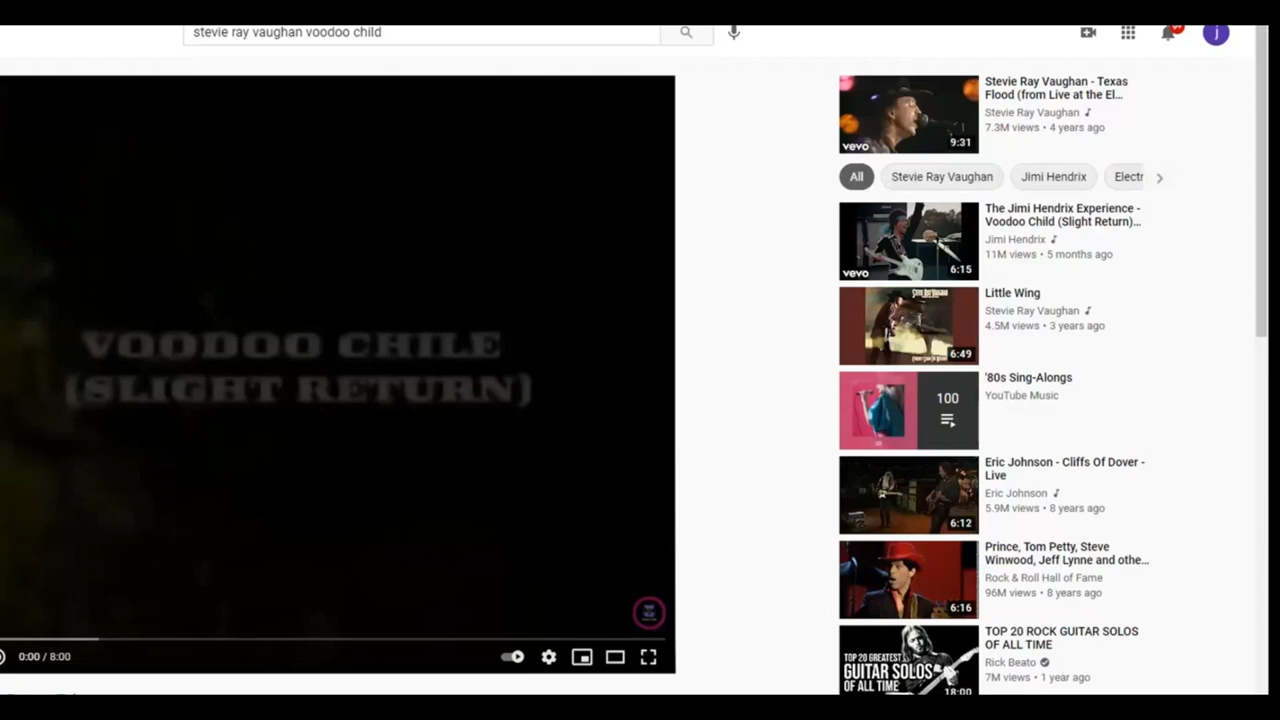 stevie ray vaughan voodoo child
j
VOODOO CHILE
(SLIGHT RETURN)
0:00 / 8:00
Stevie Ray Vaughan - Texas
Flood (from Live at the El...
Stevie Ray Vaughan
7.3M views • 4 years ago
vevo
9:31
All
Stevie Ray Vaughan
Jimi Hendrix
Electr
The Jimi Hendrix Experience -
Voodoo Child (Slight Return)...
Jimi Hendrix
11M views • 5 months ago
vevo
6:15
Little Wing
Stevie Ray Vaughan
4.5M views • 3 years ago
6:49
'80s Sing-Alongs
YouTube Music
100
Eric Johnson - Cliffs Of Dover -
Live
Eric Johnson
5.9M views • 8 years ago
6:12
Prince, Tom Petty, Steve
Winwood, Jeff Lynne and othe...
Rock & Roll Hall of Fame
96M views • 8 years ago
6:16
TOP 20 ROCK GUITAR SOLOS
OF ALL TIME
Rick Beato
7M views • 1 year ago
TOP 20 GREATEST
GUITAR SOLOS
OF ALL TIME
18:00